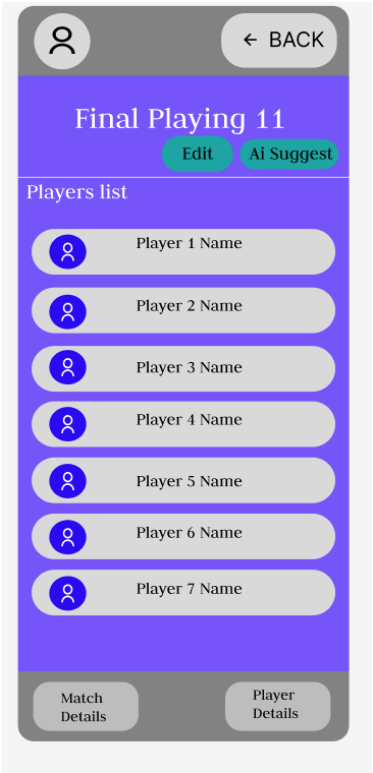 ← BACK
Final Playing 11
Edit
Ai Suggest
Players list
Player 1 Name
Player 2 Name
Player 3 Name
Player 4 Name
Player 5 Name
Player 6 Name
Player 7 Name
Match
Details
Player
Details